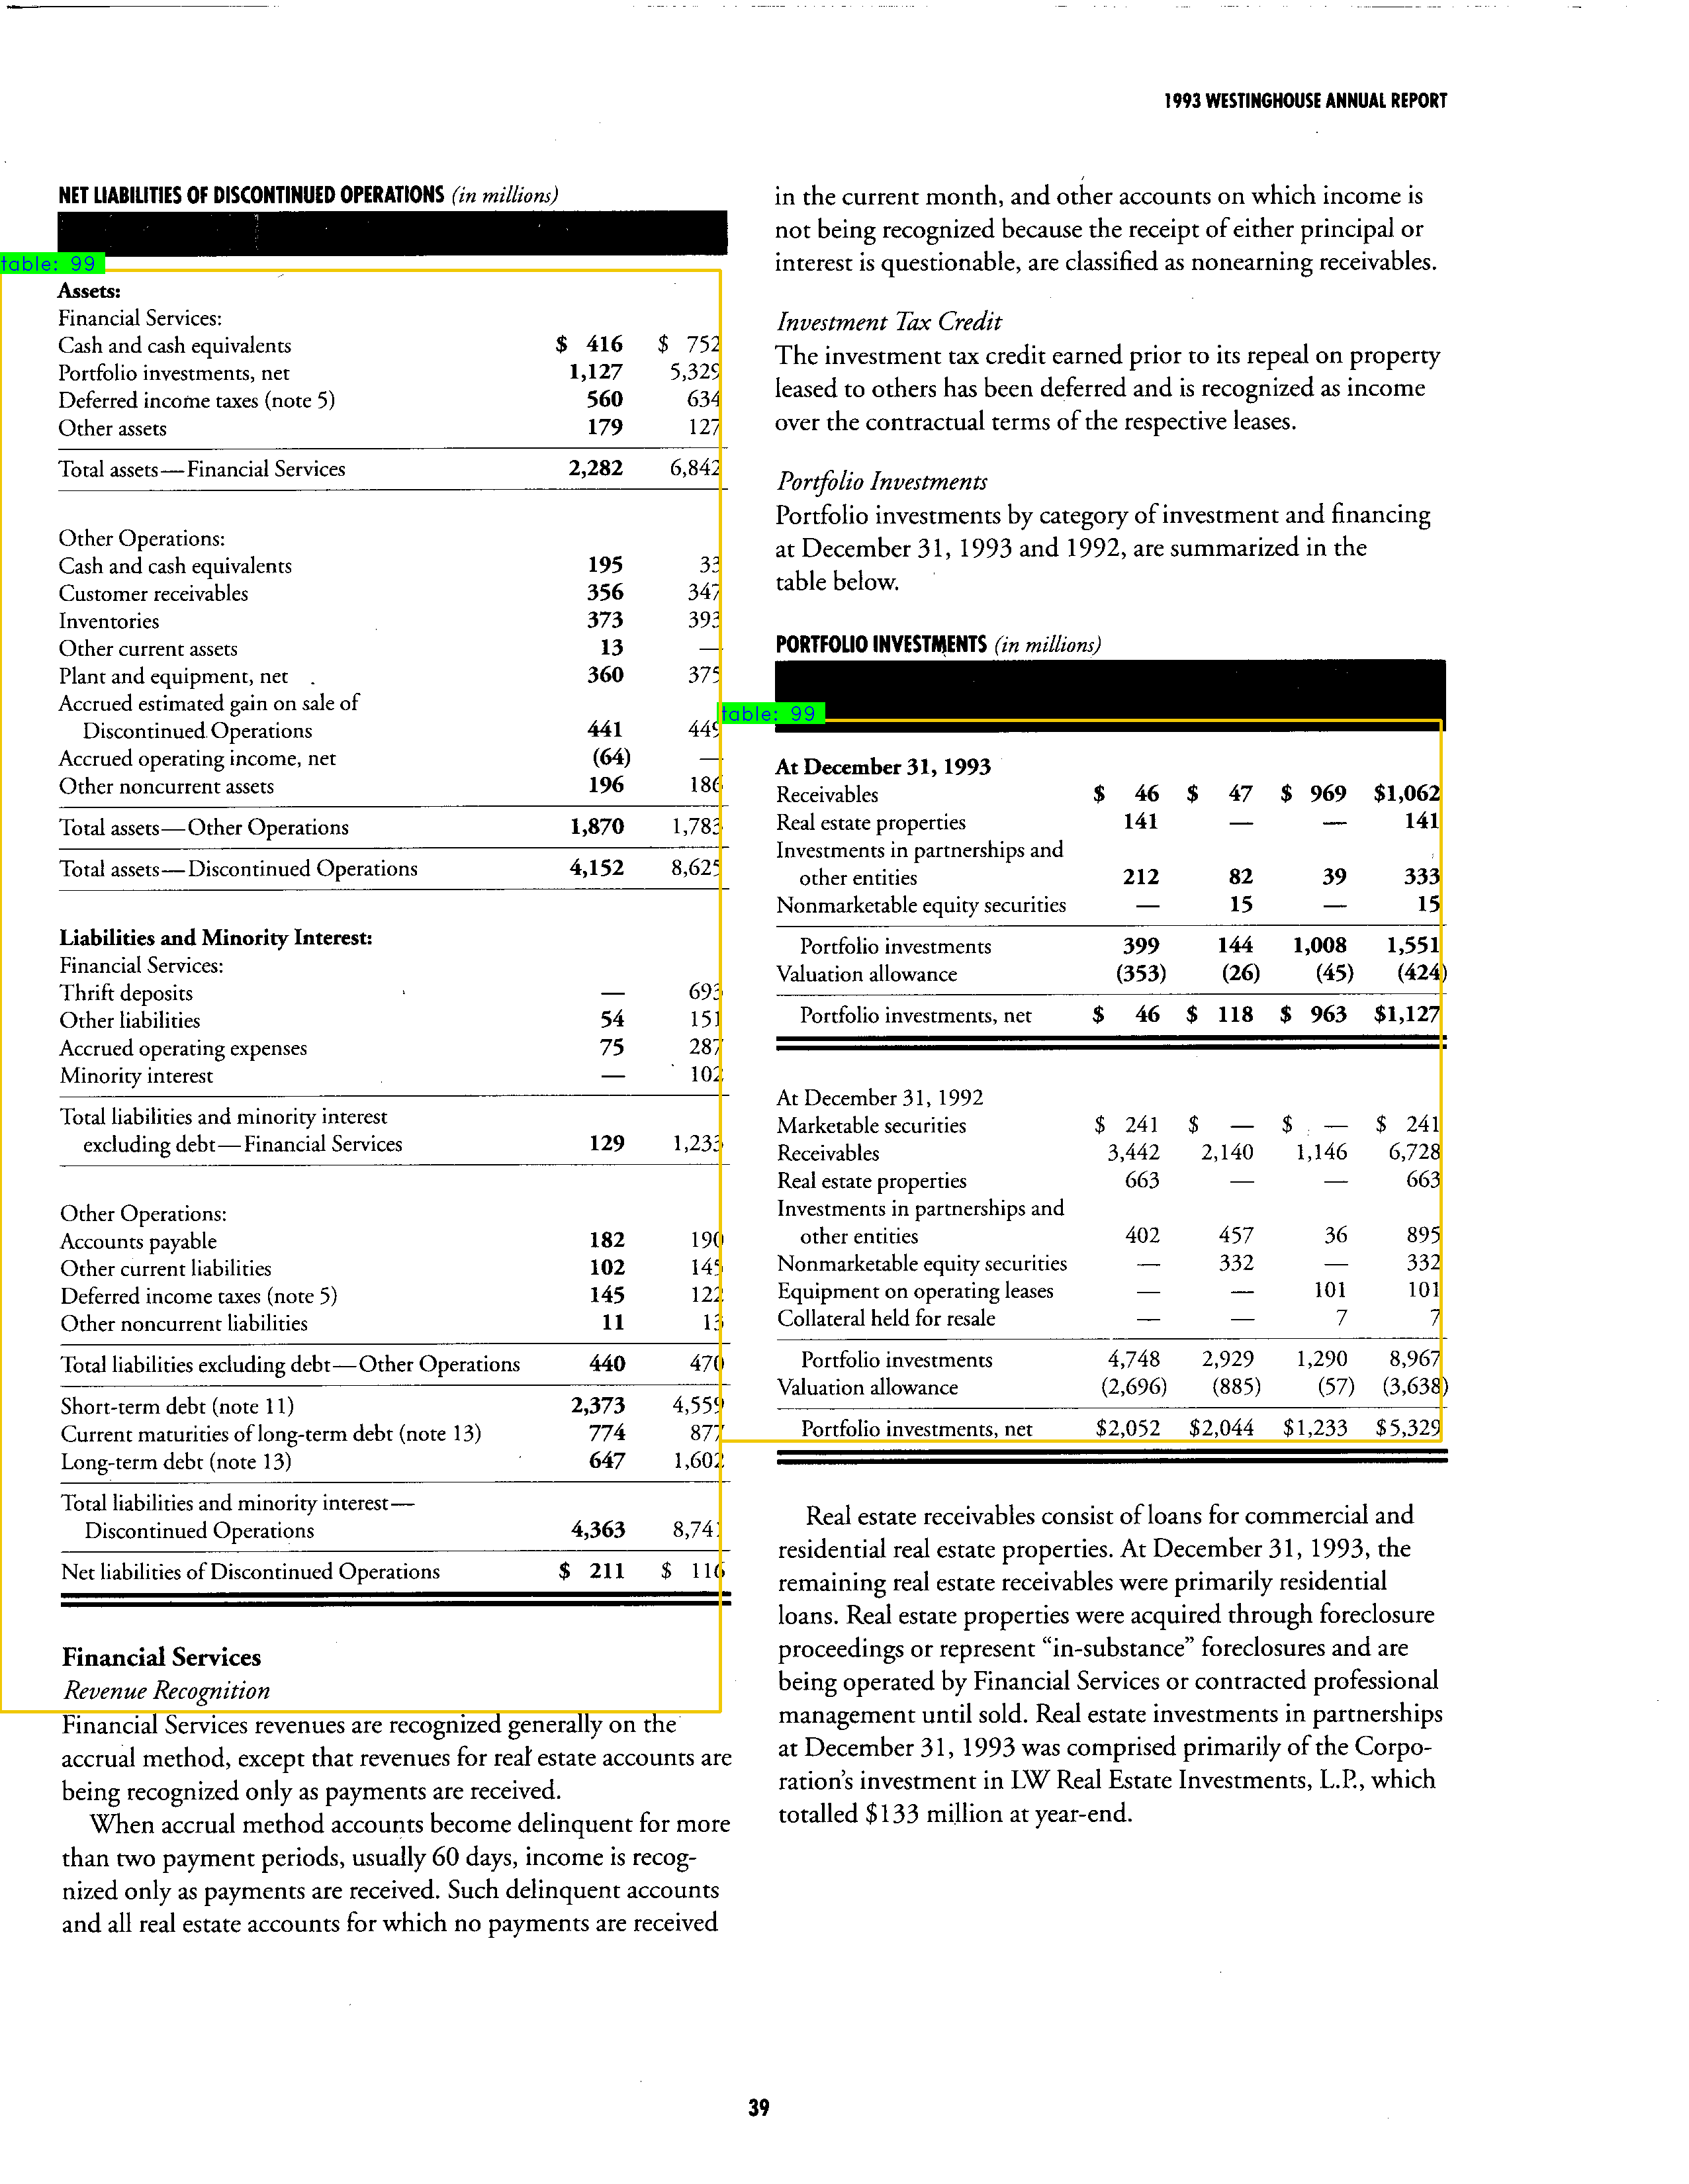 1993 WESTINGHOUSE ANNUAL REPORT
NET LIABILITIES OF DISCONTINUED OPERATIONS (in millions)
table: 99
Assets:
Financial Services:
Cash and cash equivalents $ 416 $ 752
Portfolio investments, net 1,127 5,329
Deferred income taxes (note 5) 560 634
Other assets 179 127
Total assets—Financial Services 2,282 6,842
Other Operations:
Cash and cash equivalents 195 33
Customer receivables 356 347
Inventories 373 393
Other current assets 13 —
Plant and equipment, net 360 375
Accrued estimated gain on sale of
Discontinued Operations 441 449
Accrued operating income, net (64) —
Other noncurrent assets 196 186
Total assets—Other Operations 1,870 1,783
Total assets—Discontinued Operations 4,152 8,625
Liabilities and Minority Interest:
Financial Services:
Thrift deposits — 693
Other liabilities 54 151
Accrued operating expenses 75 287
Minority interest — 102
Total liabilities and minority interest
excluding debt—Financial Services 129 1,233
Other Operations:
Accounts payable 182 190
Other current liabilities 102 145
Deferred income taxes (note 5) 145 122
Other noncurrent liabilities 11 13
Total liabilities excluding debt—Other Operations 440 470
Short-term debt (note 11) 2,373 4,559
Current maturities of long-term debt (note 13) 774 877
Long-term debt (note 13) 647 1,602
Total liabilities and minority interest—
Discontinued Operations 4,363 8,741
Net liabilities of Discontinued Operations $ 211 $ 116
Financial Services
Revenue Recognition
Financial Services revenues are recognized generally on the
accrual method, except that revenues for real estate accounts are
being recognized only as payments are received.
When accrual method accounts become delinquent for more
than two payment periods, usually 60 days, income is recog-
nized only as payments are received. Such delinquent accounts
and all real estate accounts for which no payments are received
in the current month, and other accounts on which income is
not being recognized because the receipt of either principal or
interest is questionable, are classified as nonearning receivables.
Investment Tax Credit
The investment tax credit earned prior to its repeal on property
leased to others has been deferred and is recognized as income
over the contractual terms of the respective leases.
Portfolio Investments
Portfolio investments by category of investment and financing
at December 31, 1993 and 1992, are summarized in the
table below.
PORTFOLIO INVESTMENTS (in millions)
table: 99
At December 31, 1993
Receivables $ 46 $ 47 $ 969 $1,062
Real estate properties 141 — — 141
Investments in partnerships and
other entities 212 82 39 333
Nonmarketable equity securities — 15 — 15
Portfolio investments 399 144 1,008 1,551
Valuation allowance (353) (26) (45) (424)
Portfolio investments, net $ 46 $ 118 $ 963 $1,127
At December 31, 1992
Marketable securities $ 241 $ — $ — $ 241
Receivables 3,442 2,140 1,146 6,728
Real estate properties 663 — — 663
Investments in partnerships and
other entities 402 457 36 895
Nonmarketable equity securities — 332 — 332
Equipment on operating leases — — 101 101
Collateral held for resale — — 7 7
Portfolio investments 4,748 2,929 1,290 8,967
Valuation allowance (2,696) (885) (57) (3,638)
Portfolio investments, net $2,052 $2,044 $1,233 $5,329
Real estate receivables consist of loans for commercial and
residential real estate properties. At December 31, 1993, the
remaining real estate receivables were primarily residential
loans. Real estate properties were acquired through foreclosure
proceedings or represent “in-substance” foreclosures and are
being operated by Financial Services or contracted professional
management until sold. Real estate investments in partnerships
at December 31, 1993 was comprised primarily of the Corpo-
ration’s investment in LW Real Estate Investments, L.P., which
totalled $133 million at year-end.
39